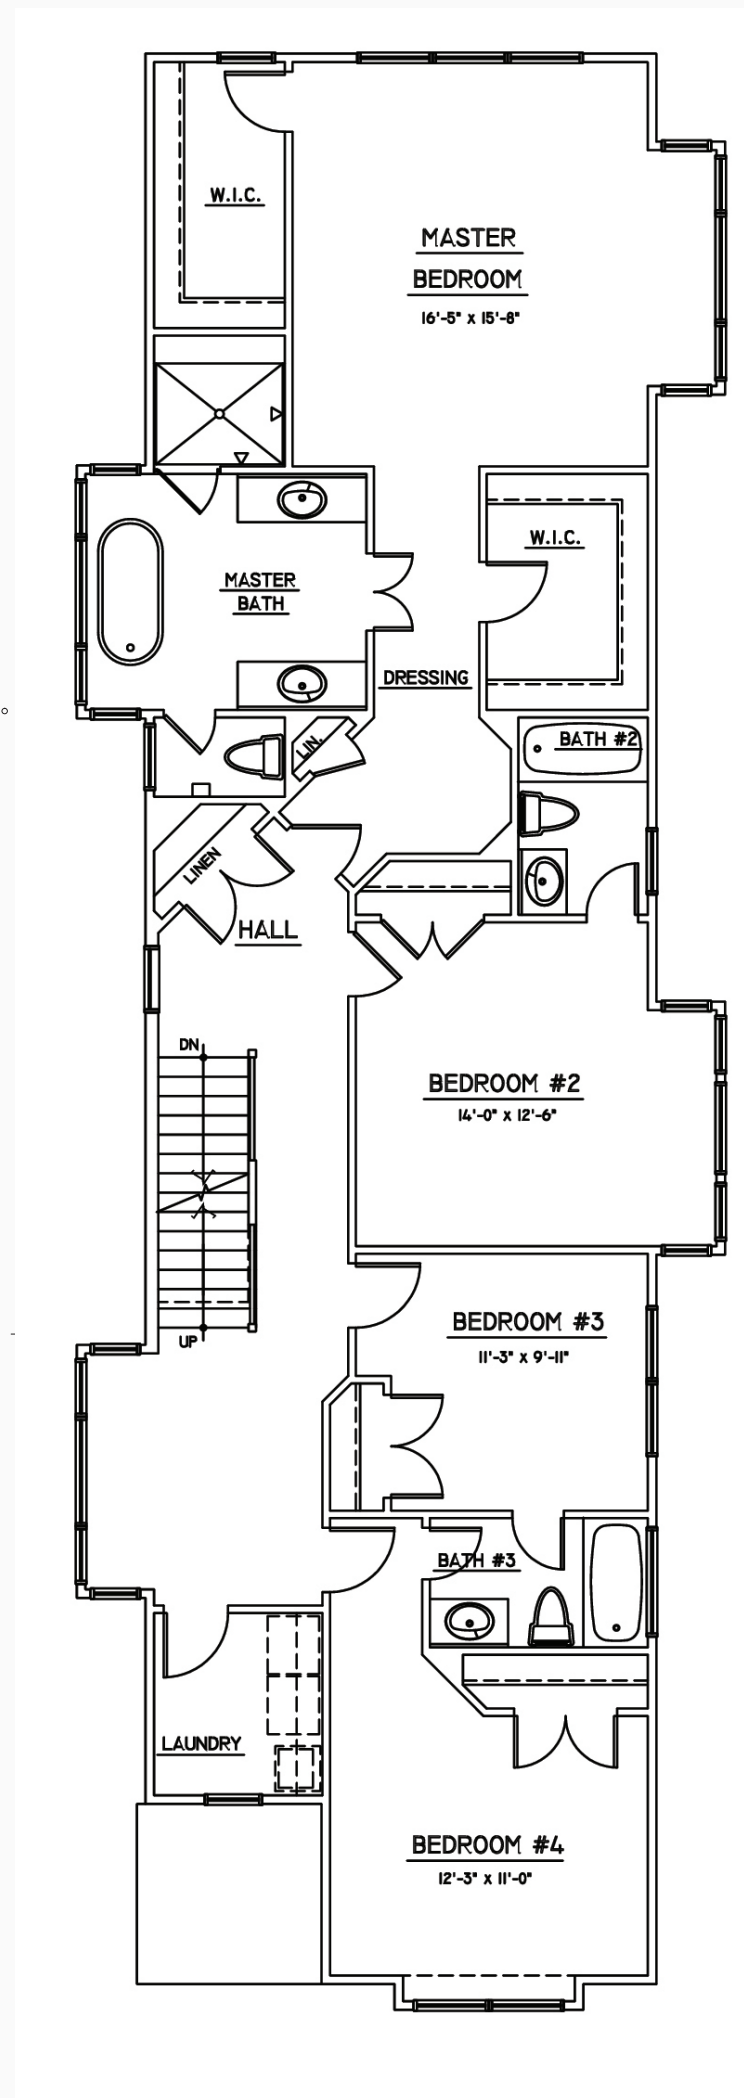 W.I.C.
MASTER
BEDROOM
16'-5" x 15'-8"
W.I.C.
MASTER
BATH
DRESSING
LIN.
BATH #2
LINEN
HALL
DN
BEDROOM #2
14'-0" x 12'-6"
BEDROOM #3
UP
11'-3" x 9'-11"
BATH #3
LAUNDRY
BEDROOM #4
12'-3" x 11'-0"